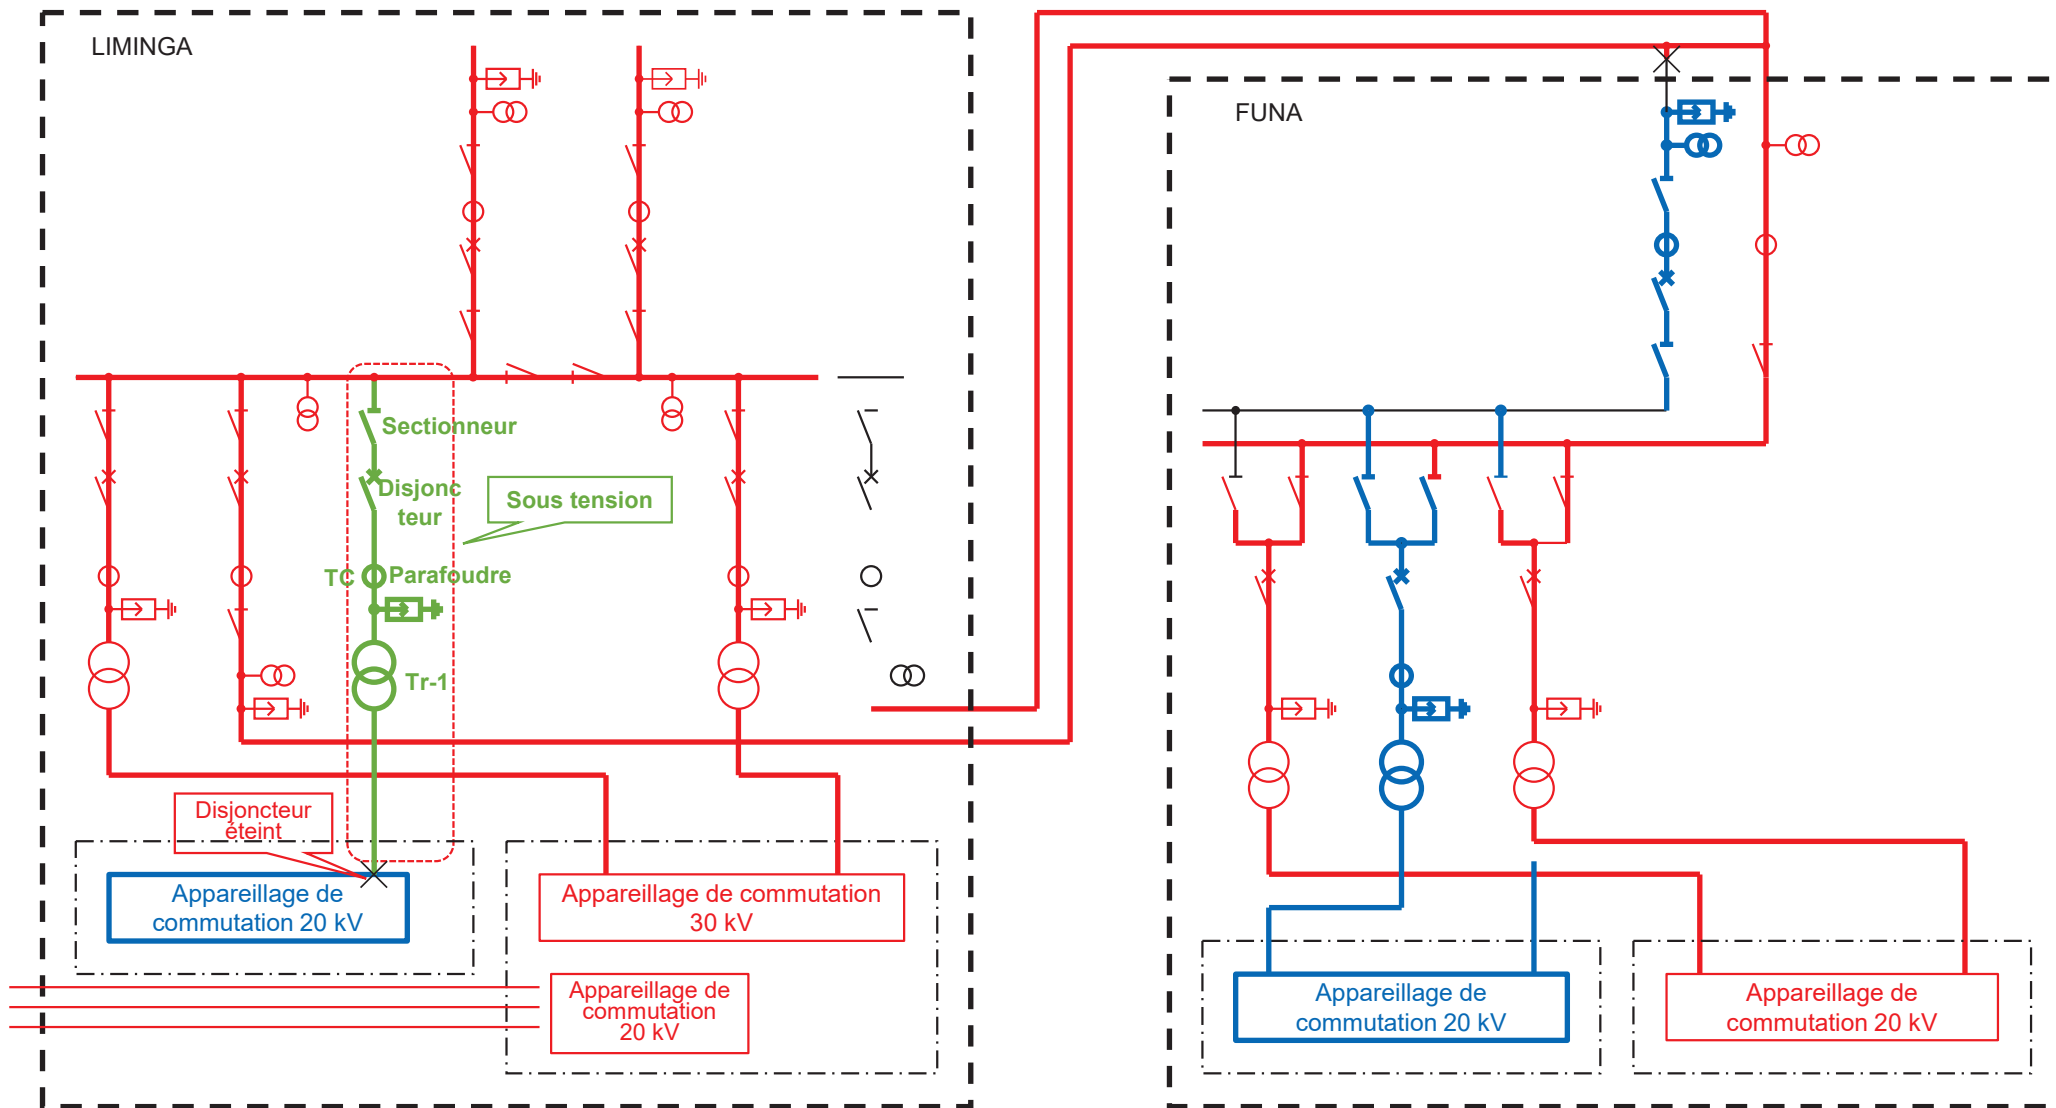 LIMINGA
FUNA
Sectionneur
Disjonc
teur
Sous tension
TC
Parafoudre
Tr-1
Disjoncteur
éteint
Appareillage de
commutation 20 kV
Appareillage de commutation
30 kV
Appareillage de
commutation
20 kV
Appareillage de
commutation 20 kV
Appareillage de
commutation 20 kV